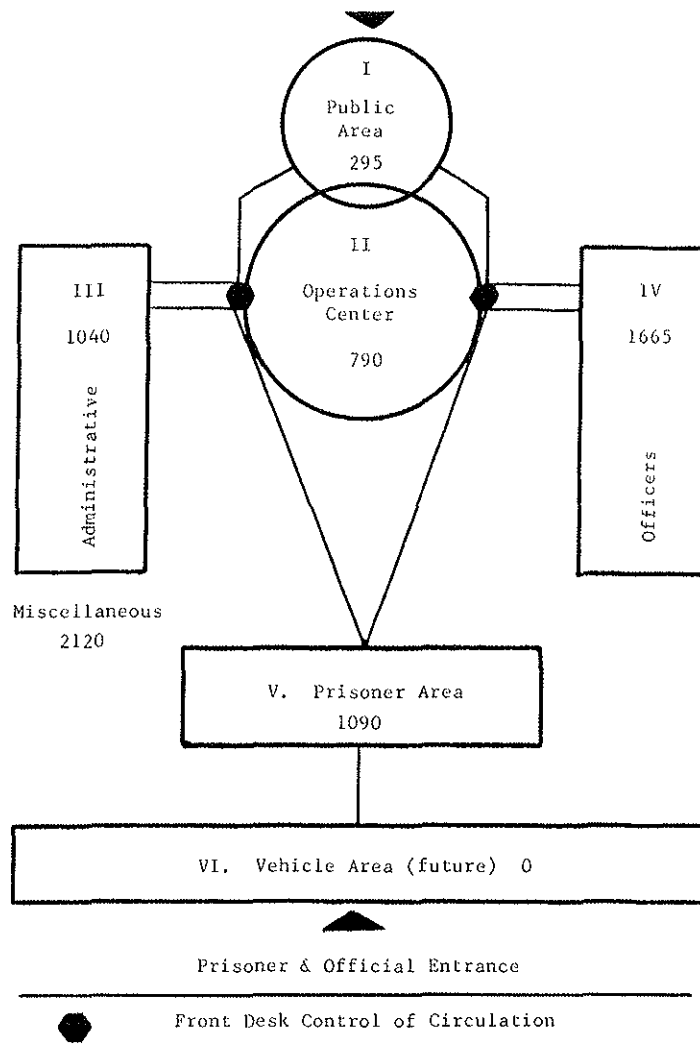 I
Public
Area
295
II
Operations
Center
790
III
1040
Administrative
IV
1665
Officers
Miscellaneous
2120
V. Prisoner Area
1090
VI. Vehicle Area (future) 0
Prisoner & Official Entrance
Front Desk Control of Circulation